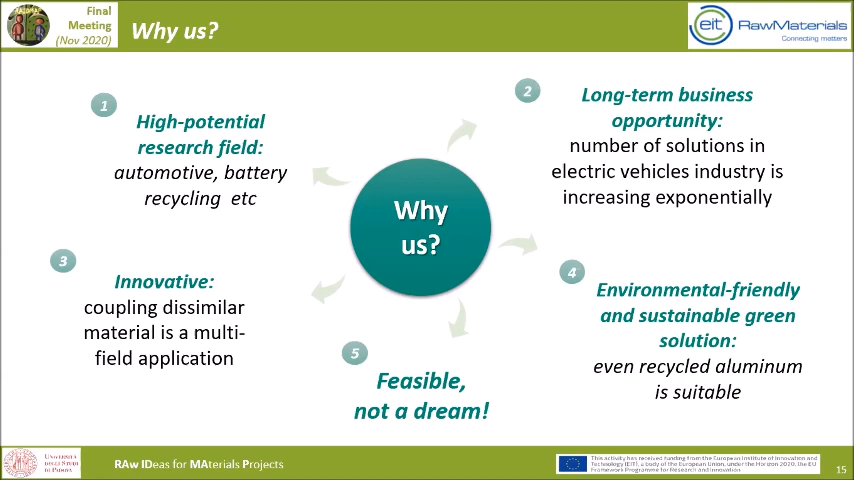 Final
Meeting
(Nov 2020)
Why us?
eit RawMaterials
Connecting matters
1
High-potential
research field:
automotive, battery
recycling etc
2
Long-term business
opportunity:
number of solutions in
electric vehicles industry is
increasing exponentially
Why
us?
3
Innovative:
coupling dissimilar
material is a multi-
field application
4
Environmental-friendly
and sustainable green
solution:
even recycled aluminum
is suitable
5
Feasible,
not a dream!
Università
degli Studi
di Padova
RAw IDeas for MAterials Projects
This activity has received funding from the European Institute of Innovation and
Technology (EIT), a body of the European Union, under the Horizon 2020, the EU
Framework Programme for Research and Innovation
15